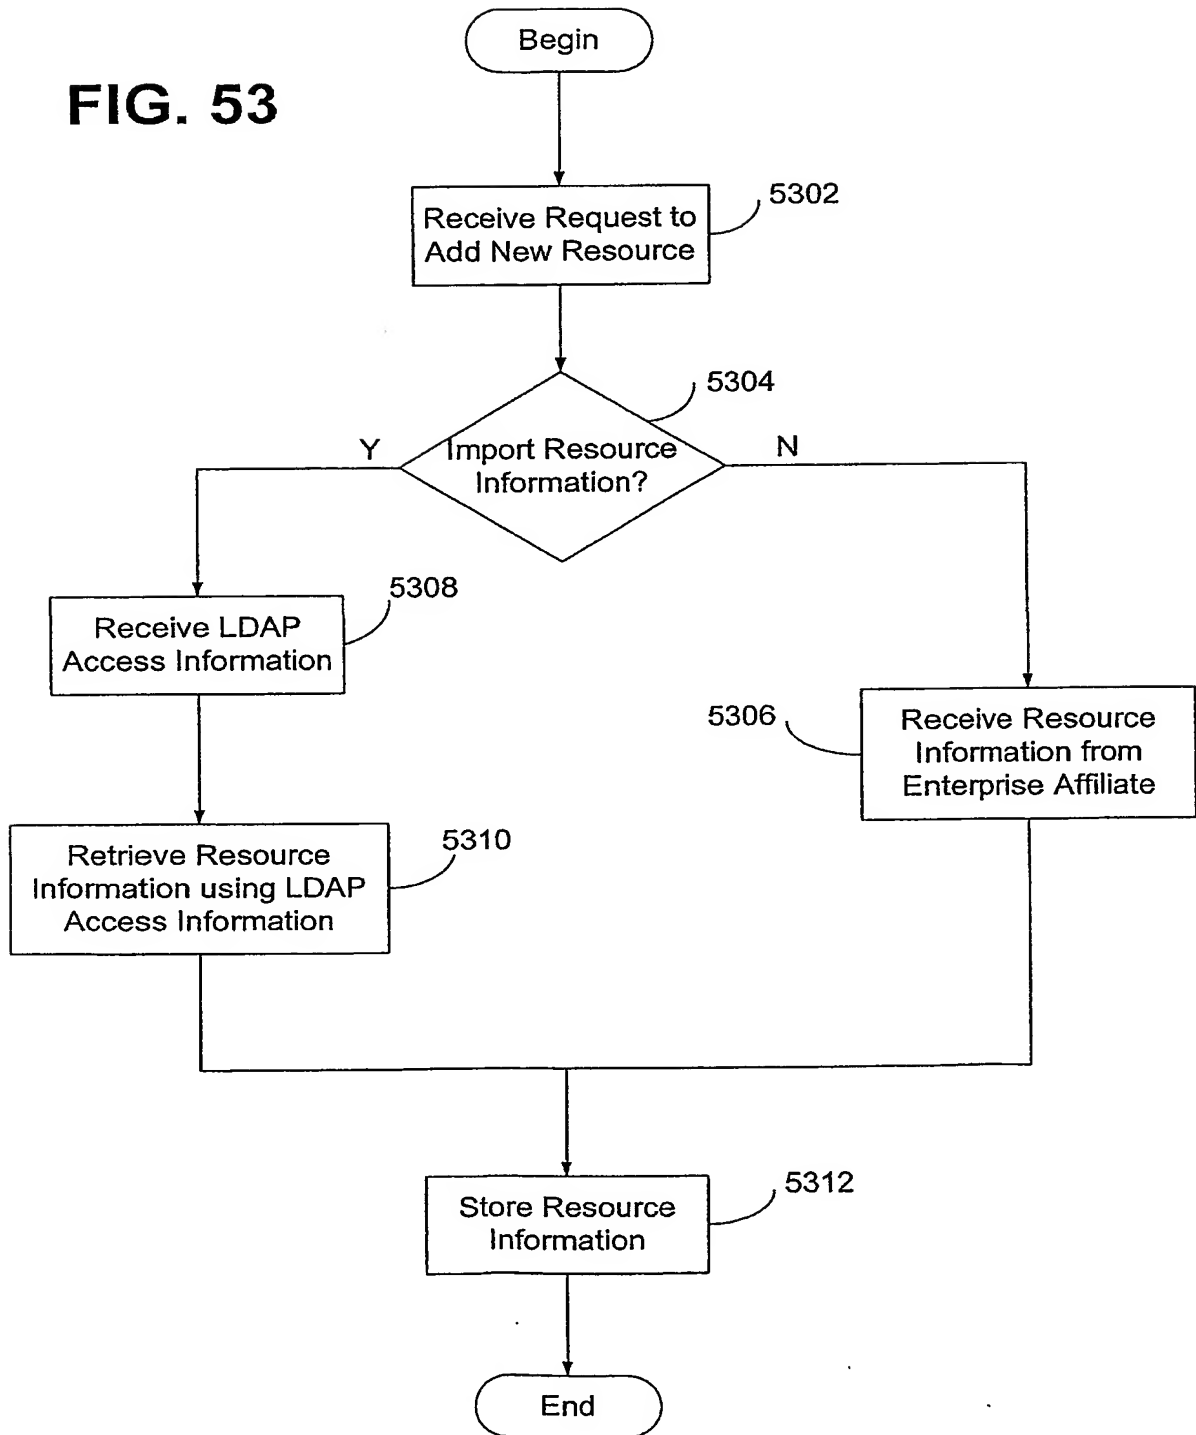 Begin
FIG. 53
5302
Receive Request to
Add New Resource
5304
Y
Import Resource
Information?
N
5308
Receive LDAP
Access Information
5306
Receive Resource
Information from
Enterprise Affiliate
5310
Retrieve Resource
Information using LDAP
Access Information
5312
Store Resource
Information
End